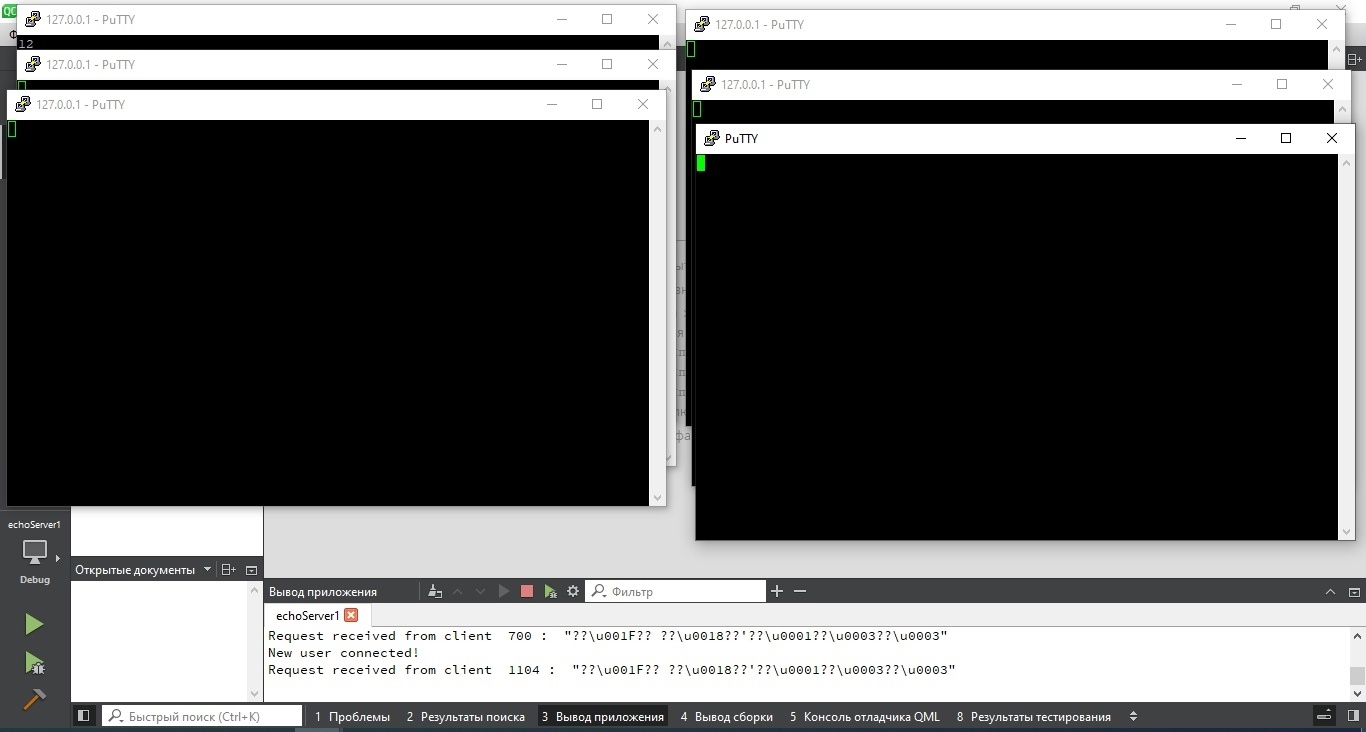 QC
127.0.0.1 - PuTTY
12
127.0.0.1 - PuTTY
127.0.0.1 - PuTTY
127.0.0.1 - PuTTY
127.0.0.1 - PuTTY
PuTTY
echoServer1
Debug
Открытые документы
Вывод приложения
Фильтр
echoServer1
Request received from client  700 :  "??\u001F?? ??\u0018??'??\u0001??\u0003??\u0003"
New user connected!
Request received from client  1104 :  "??\u001F?? ??\u0018??'??\u0001??\u0003??\u0003"
Быстрый поиск (Ctrl+K)
1 Проблемы
2 Результаты поиска
3 Вывод приложения
4 Вывод сборки
5 Консоль отладчика QML
8 Результаты тестирования